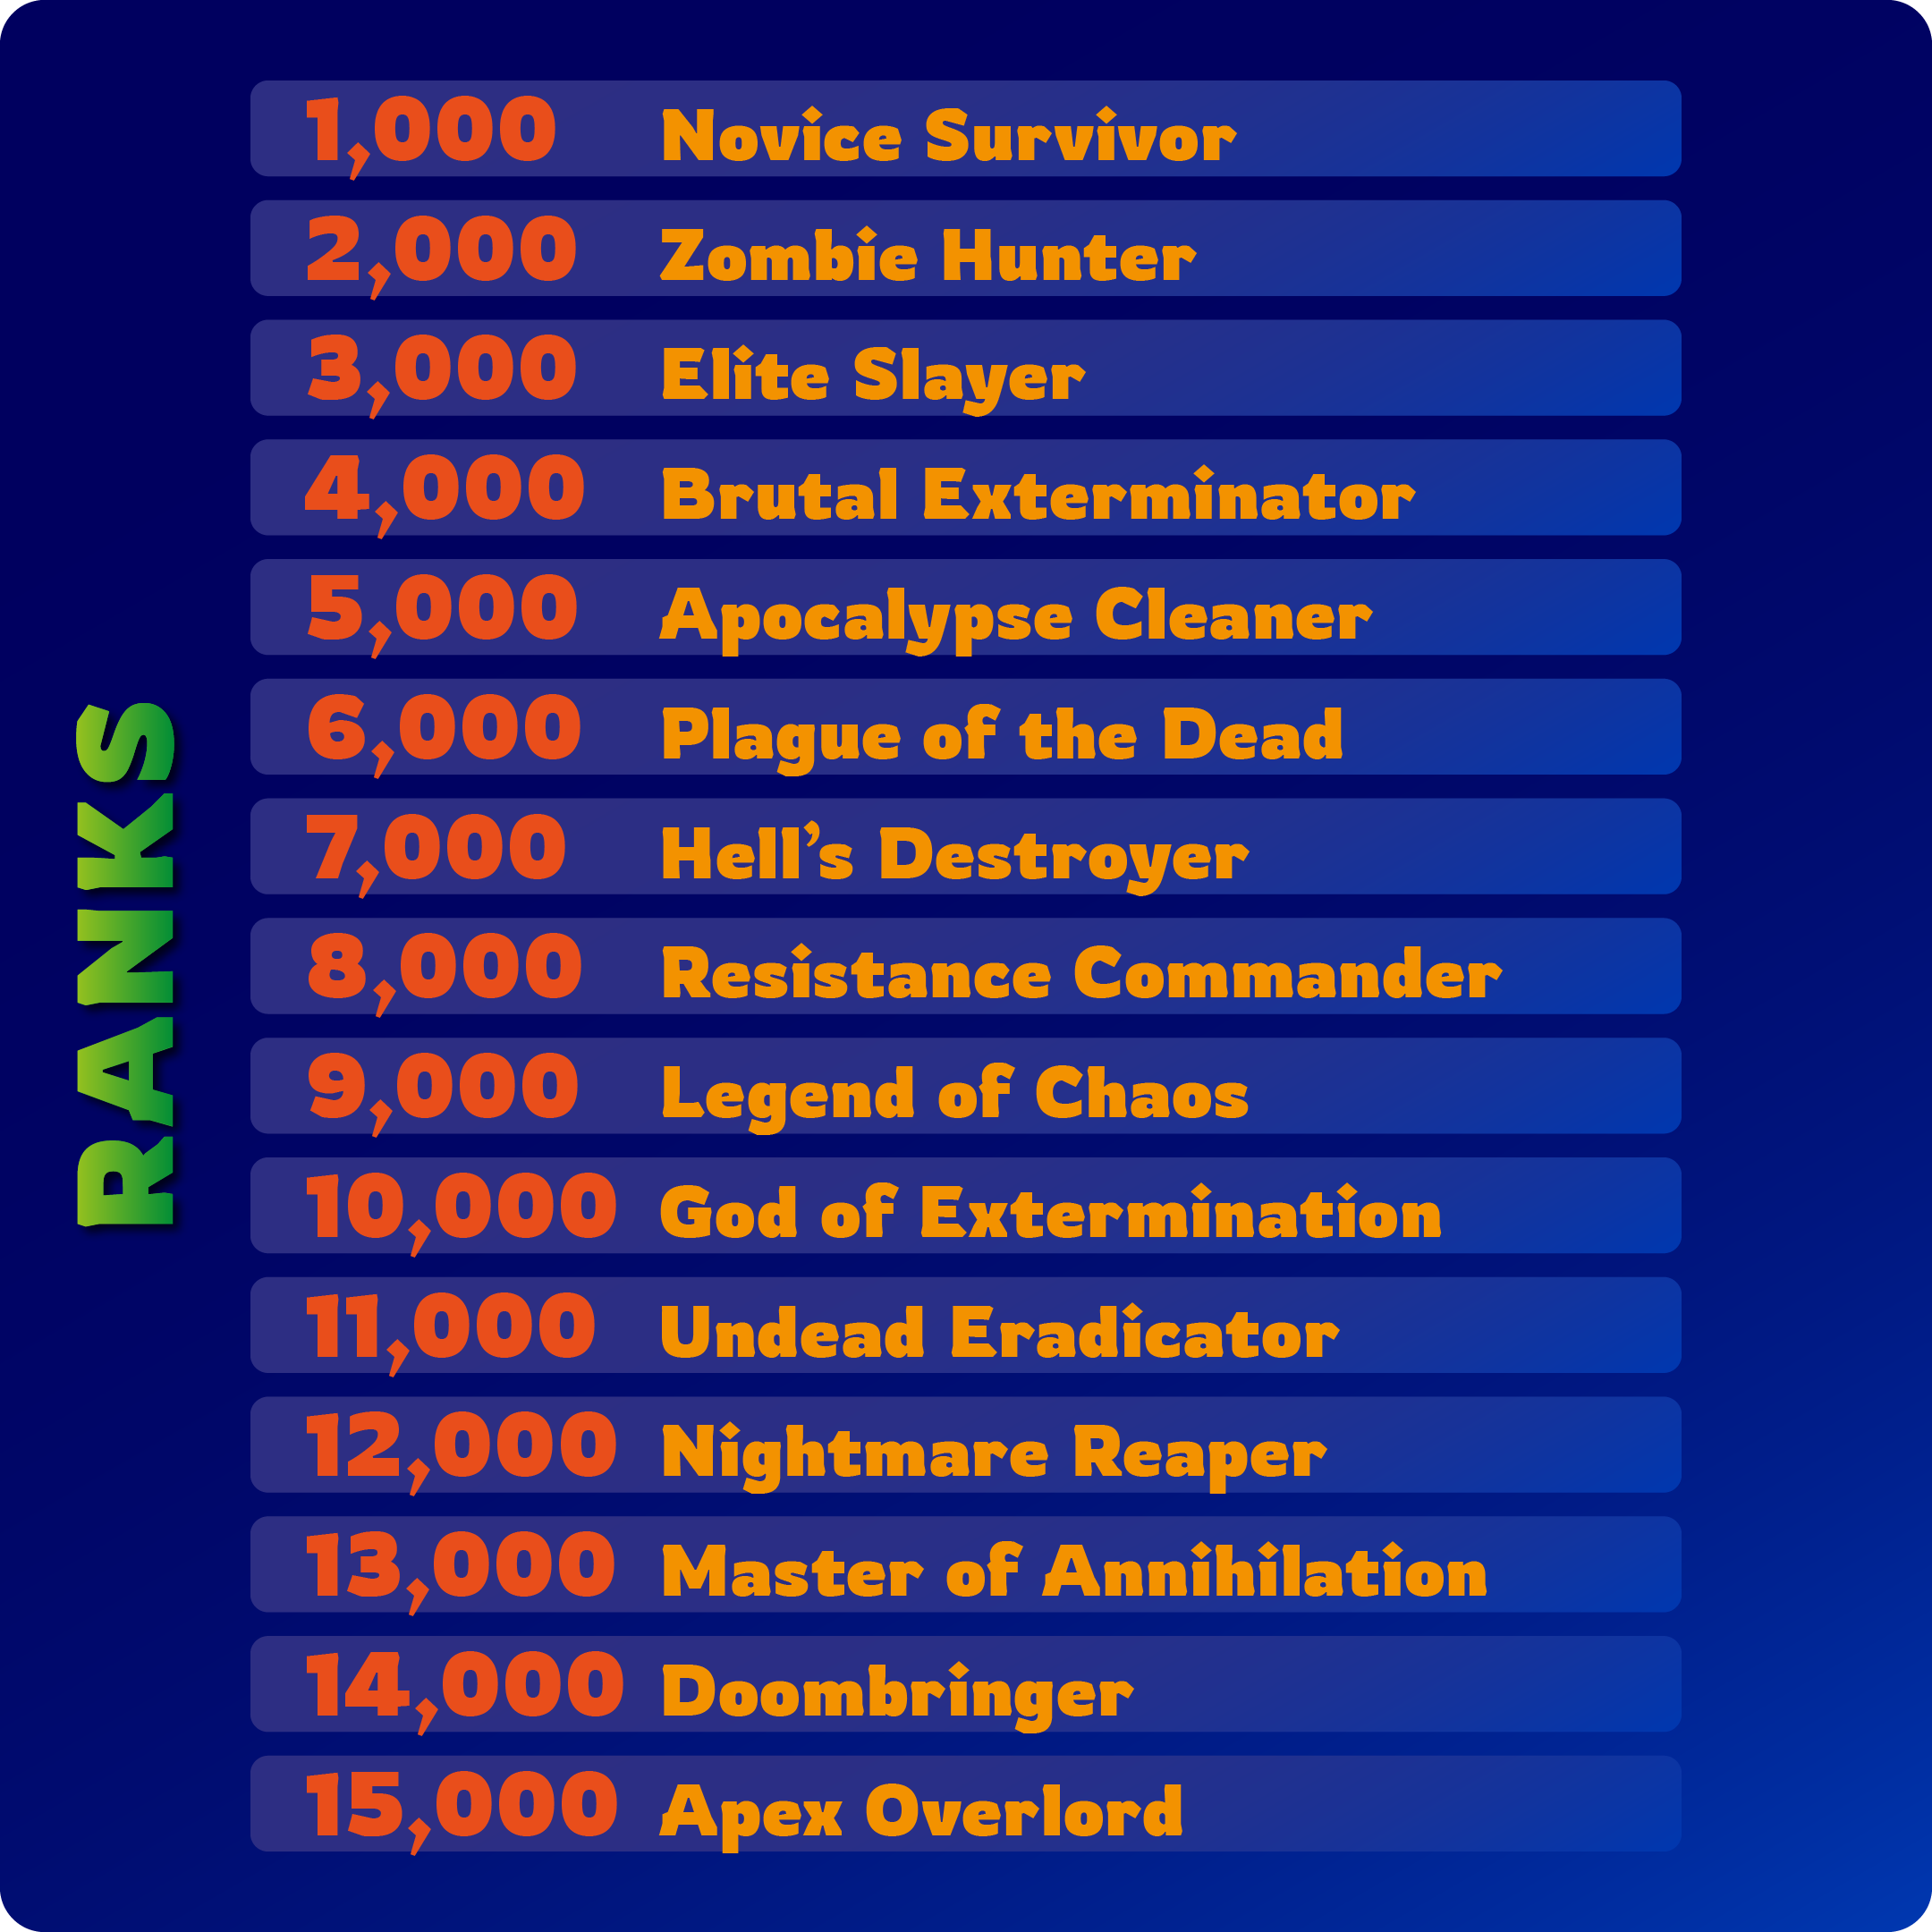 RANKS
1,000 Novice Survivor
2,000 Zombie Hunter
3,000 Elite Slayer
4,000 Brutal Exterminator
5,000 Apocalypse Cleaner
6,000 Plague of the Dead
7,000 Hell’s Destroyer
8,000 Resistance Commander
9,000 Legend of Chaos
10,000 God of Extermination
11,000 Undead Eradicator
12,000 Nightmare Reaper
13,000 Master of Annihilation
14,000 Doombringer
15,000 Apex Overlord